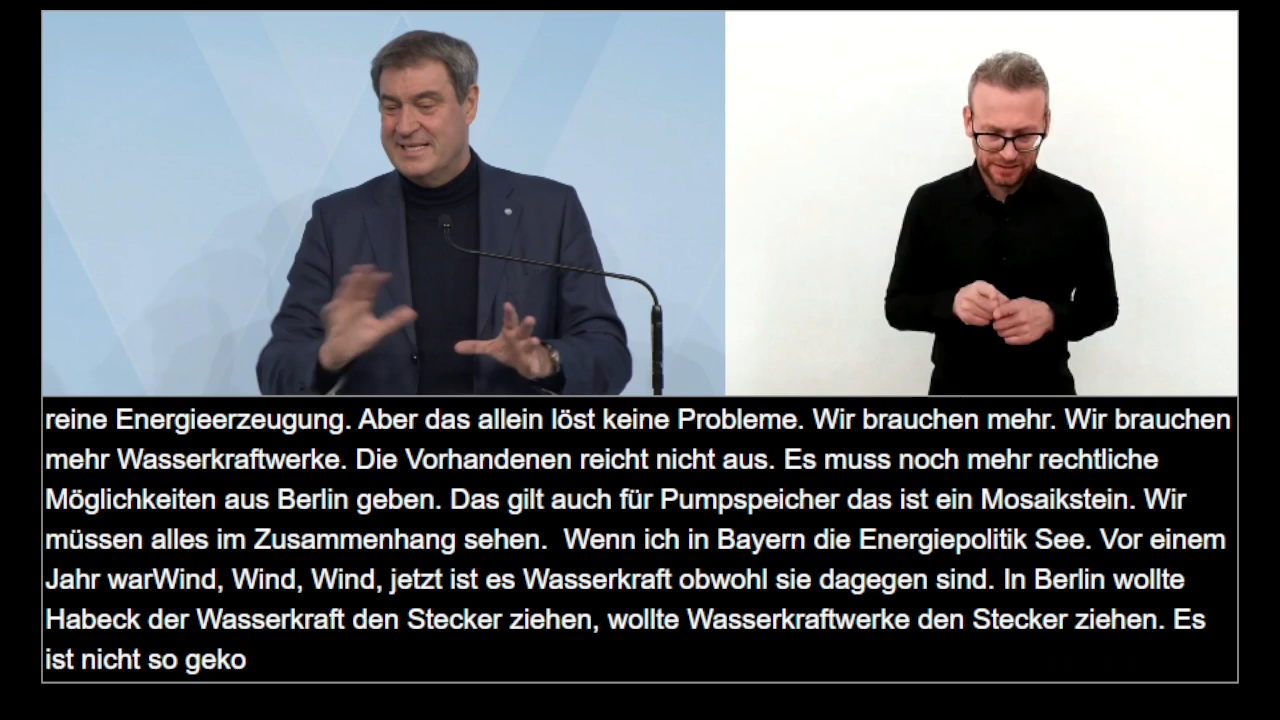 reine Energieerzeugung. Aber das allein löst keine Probleme. Wir brauchen mehr. Wir brauchen
mehr Wasserkraftwerke. Die Vorhandenen reicht nicht aus. Es muss noch mehr rechtliche
Möglichkeiten aus Berlin geben. Das gilt auch für Pumpspeicher das ist ein Mosaikstein. Wir
müssen alles im Zusammenhang sehen.  Wenn ich in Bayern die Energiepolitik See. Vor einem
Jahr warWind, Wind, Wind, jetzt ist es Wasserkraft obwohl sie dagegen sind. In Berlin wollte
Habeck der Wasserkraft den Stecker ziehen, wollte Wasserkraftwerke den Stecker ziehen. Es
ist nicht so geko